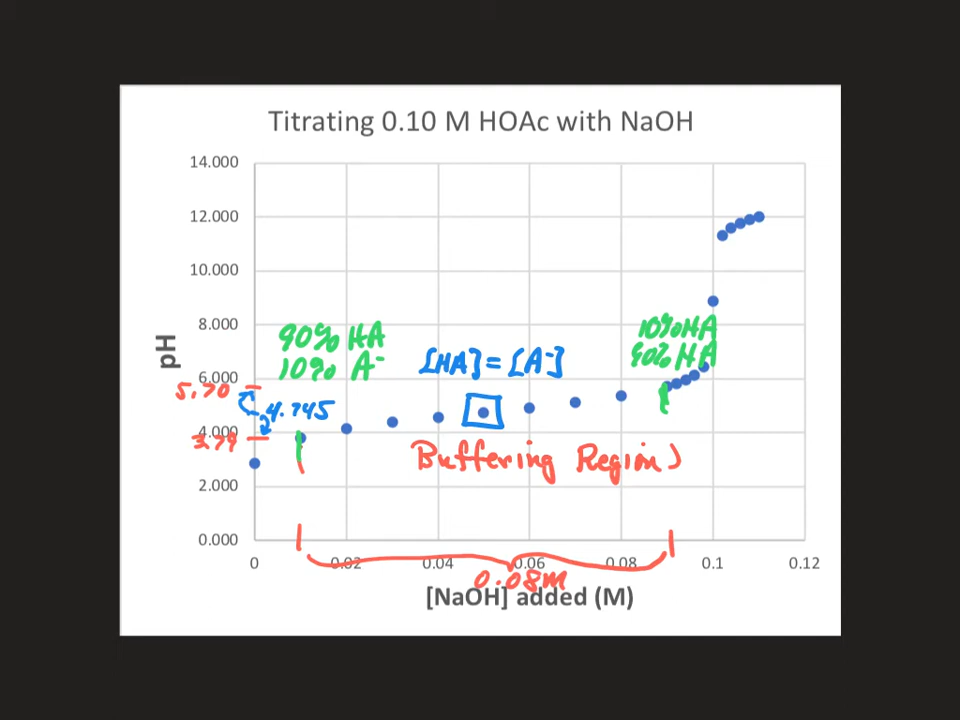 Titrating 0.10 M HOAc with NaOH
14.000
12.000
10.000
8.000
6.000
4.000
2.000
0.000
pH
90% HA
10% A⁻
[HA] = [A⁻]
10% HA
90% HA
5.70
4.745
3.79
Buffering Region
0
0.02
0.04
0.06
0.08
0.1
0.12
0.08M
[NaOH] added (M)